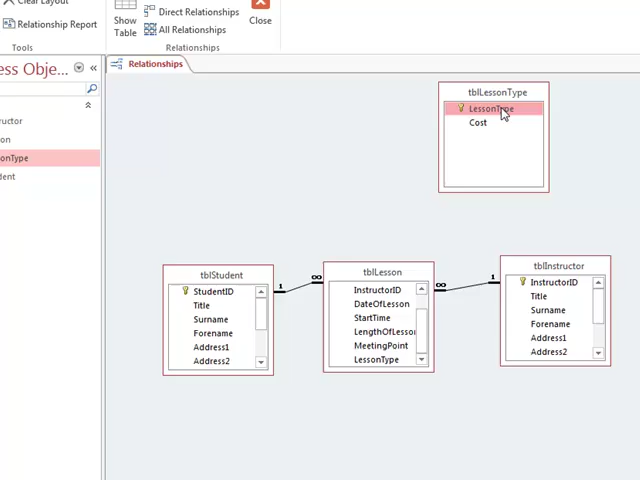 Clear Layout
Relationship Report
Tools
Show
Table
Direct Relationships
All Relationships
Relationships
Close
ess Obje...
uctor
on
onType
dent
Relationships
tblLessonType
LessonType
Cost
tblStudent
StudentID
Title
Surname
Forename
Address1
Address2
1
∞
tblLesson
InstructorID
DateOfLesson
StartTime
LengthOfLesson
MeetingPoint
LessonType
∞
1
tblInstructor
InstructorID
Title
Surname
Forename
Address1
Address2